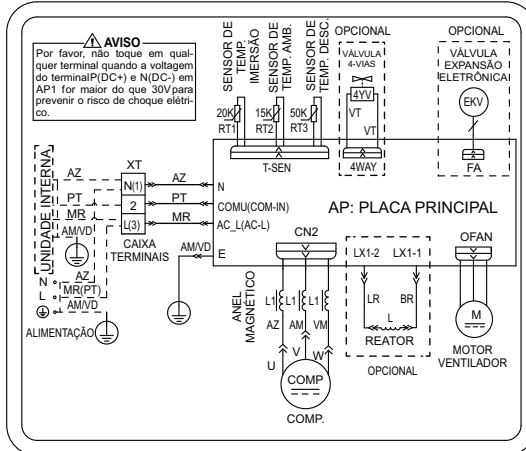 AVISO
Por favor, não toque em qual-
quer terminal quando a voltagem
do terminalP(DC+) e N(DC-) em
AP1 for maior do que 30Vpara
prevenir o risco de choque elétri-
co.
SENSOR DE
TEMP.
IMERSÃO
SENSOR DE
TEMP. AMB.
SENSOR DE
TEMP. DESC.
20K
RT1
15K
RT2
50K
RT3
T-SEN
OPCIONAL
VÁLVULA
4-VIAS
4YV
VT
VT
4WAY
OPCIONAL
VÁLVULA
EXPANSÃO
ELETRÔNICA
EKV
FA
UNIDADE INTERNA
AZ
PT
MR
AM/VD
XT
N(1)
2
L(3)
CAIXA
TERMINAIS
AZ
PT
MR
AM/VD
N
COMU(COM-IN)
AC_L(AC-L)
E
AP: PLACA PRINCIPAL
N
L
AZ
MR(PT)
AM/VD
ALIMENTAÇÃO
CN2
ANEL
MAGNÉTICO
L1
L1
L1
AZ
AM
VM
U
V
W
COMP
COMP.
LX1-2
LX1-1
LR
BR
L
REATOR
OPCIONAL
OFAN
M
MOTOR
VENTILADOR